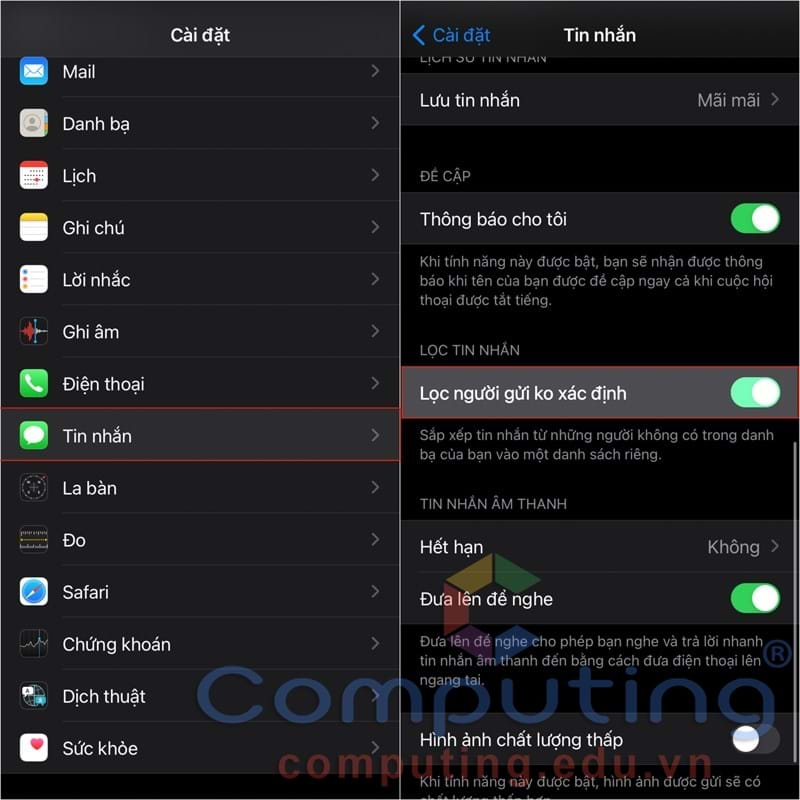 Cài đặt
Mail
Danh bạ
Lịch
Ghi chú
Lời nhắc
Ghi âm
Điện thoại
Tin nhắn
La bàn
Đo
Safari
Chứng khoán
Dịch thuật
Sức khỏe
Cài đặt
Tin nhắn
LỊCH SỬ TIN NHẮN
Lưu tin nhắn Mãi mãi
ĐỀ CẬP
Thông báo cho tôi
Khi tính năng này được bật, bạn sẽ nhận được thông
báo khi tên của bạn được đề cập ngay cả khi cuộc hội
thoại được tắt tiếng.
LỌC TIN NHẮN
Lọc người gửi ko xác định
Sắp xếp tin nhắn từ những người không có trong danh
bạ của bạn vào một danh sách riêng.
TIN NHẮN ÂM THANH
Hết hạn Không
Đưa lên để nghe
Đưa lên để nghe cho phép bạn nghe và trả lời nhanh
tin nhắn âm thanh đến bằng cách đưa điện thoại lên
ngang tai.
Hình ảnh chất lượng thấp
Khi tính năng này được bật, hình ảnh được gửi sẽ có
chất lượng thấp hơn.
Computing®
computing.edu.vn